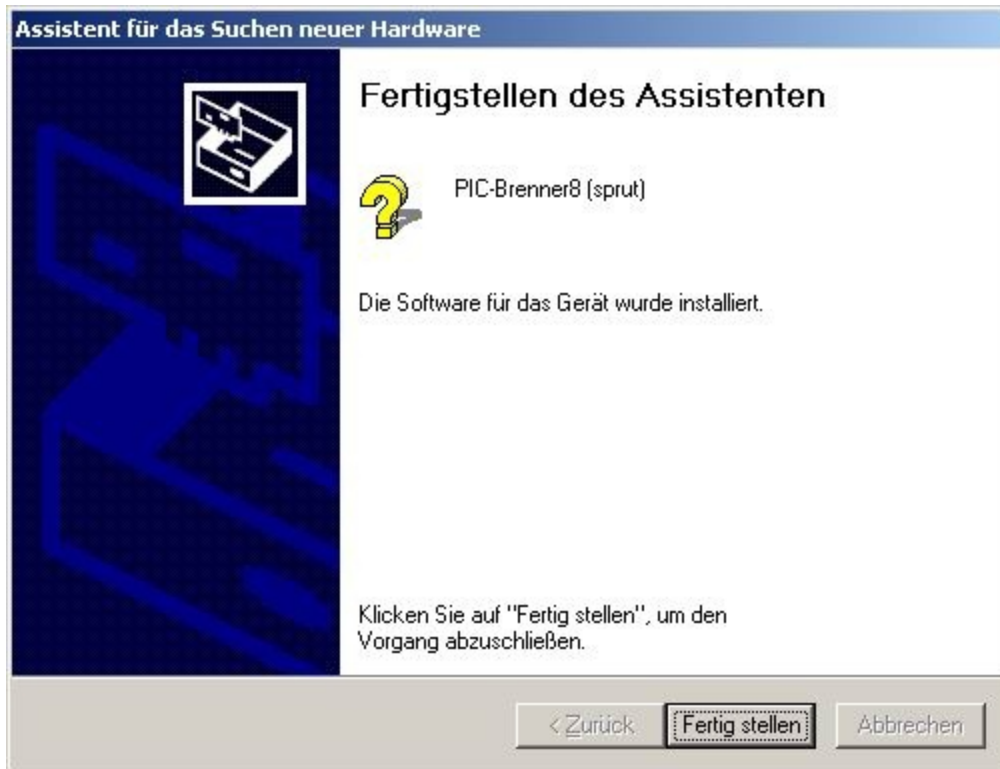 Assistent für das Suchen neuer Hardware
Fertigstellen des Assistenten
PIC-Brenner8 (sprut)
Die Software für das Gerät wurde installiert.
Klicken Sie auf "Fertig stellen", um den
Vorgang abzuschließen.
< Zurück
Fertig stellen
Abbrechen